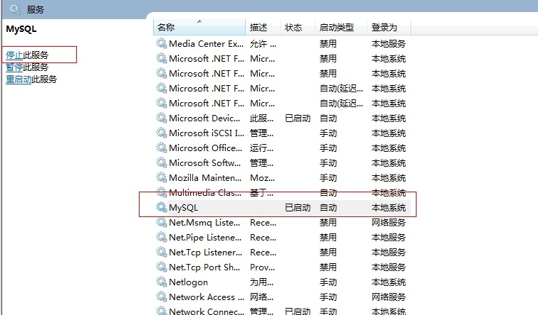 服务
MySQL
停止此服务
暂停此服务
重启动此服务
名称 描述 状态 启动类型 登录为
Media Center Ex... 允许 ... 禁用 本地服务
Microsoft .NET F... Micr... 禁用 本地系统
Microsoft .NET F... Micr... 禁用 本地系统
Microsoft .NET F... Micr... 自动(延迟... 本地系统
Microsoft .NET F... Micr... 自动(延迟... 本地系统
Microsoft Devic... 此服... 已启动 自动 本地系统
Microsoft iSCSI I... 管理... 手动 本地系统
Microsoft Office... 运行... 手动 本地系统
Microsoft Softw... 管理... 手动 本地系统
Mozilla Mainten... Moz... 手动 本地系统
Multimedia Clas... 基于... 自动 本地系统
MySQL 已启动 自动 本地系统
Net.Msmq Liste... Rece... 禁用 网络服务
Net.Pipe Listene... Rece... 禁用 本地服务
Net.Tcp Listener... Rece... 禁用 本地服务
Net.Tcp Port Sh... Prov... 禁用 本地服务
Netlogon 为用... 手动 本地系统
Network Access ... 网络... 手动 网络服务
Network Connec... 管理... 已启动 手动 本地系统